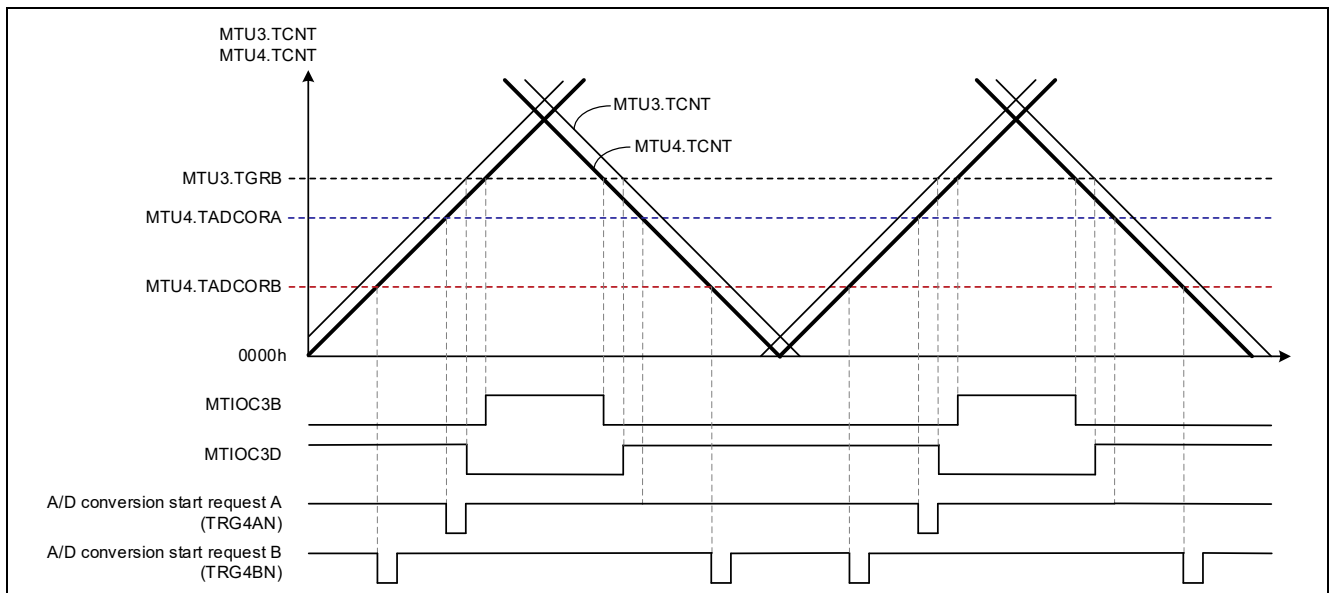 MTU3.TCNT
MTU4.TCNT
MTU3.TCNT
MTU4.TCNT
MTU3.TGRB
MTU4.TADCORA
MTU4.TADCORB
0000h
MTIOC3B
MTIOC3D
A/D conversion start request A
(TRG4AN)
A/D conversion start request B
(TRG4BN)